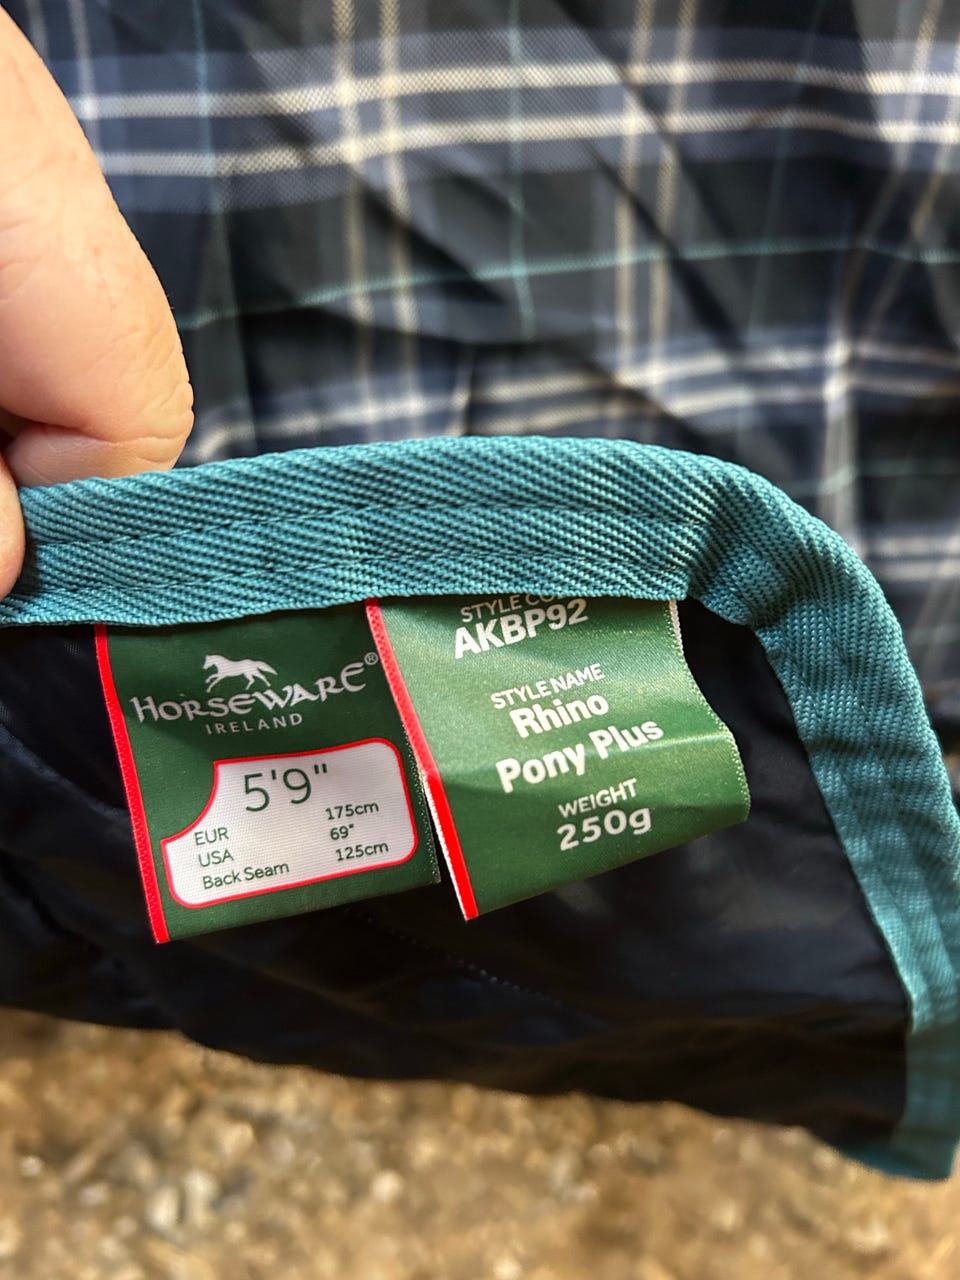 HORSEWARE®
IRELAND
5'9"
EUR 175cm
USA 69"
Back Seam 125cm
STYLE
AKBP92
STYLE NAME
Rhino
Pony Plus
WEIGHT
250g